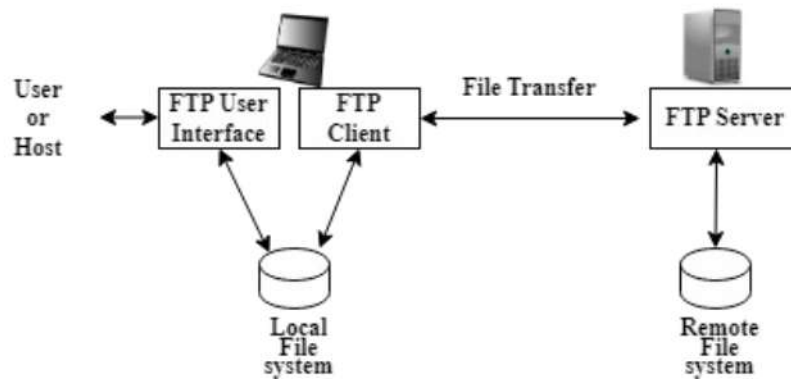 User
or
Host
FTP User
Interface
FTP
Client
File Transfer
FTP Server
Local
File
system
Remote
File
system